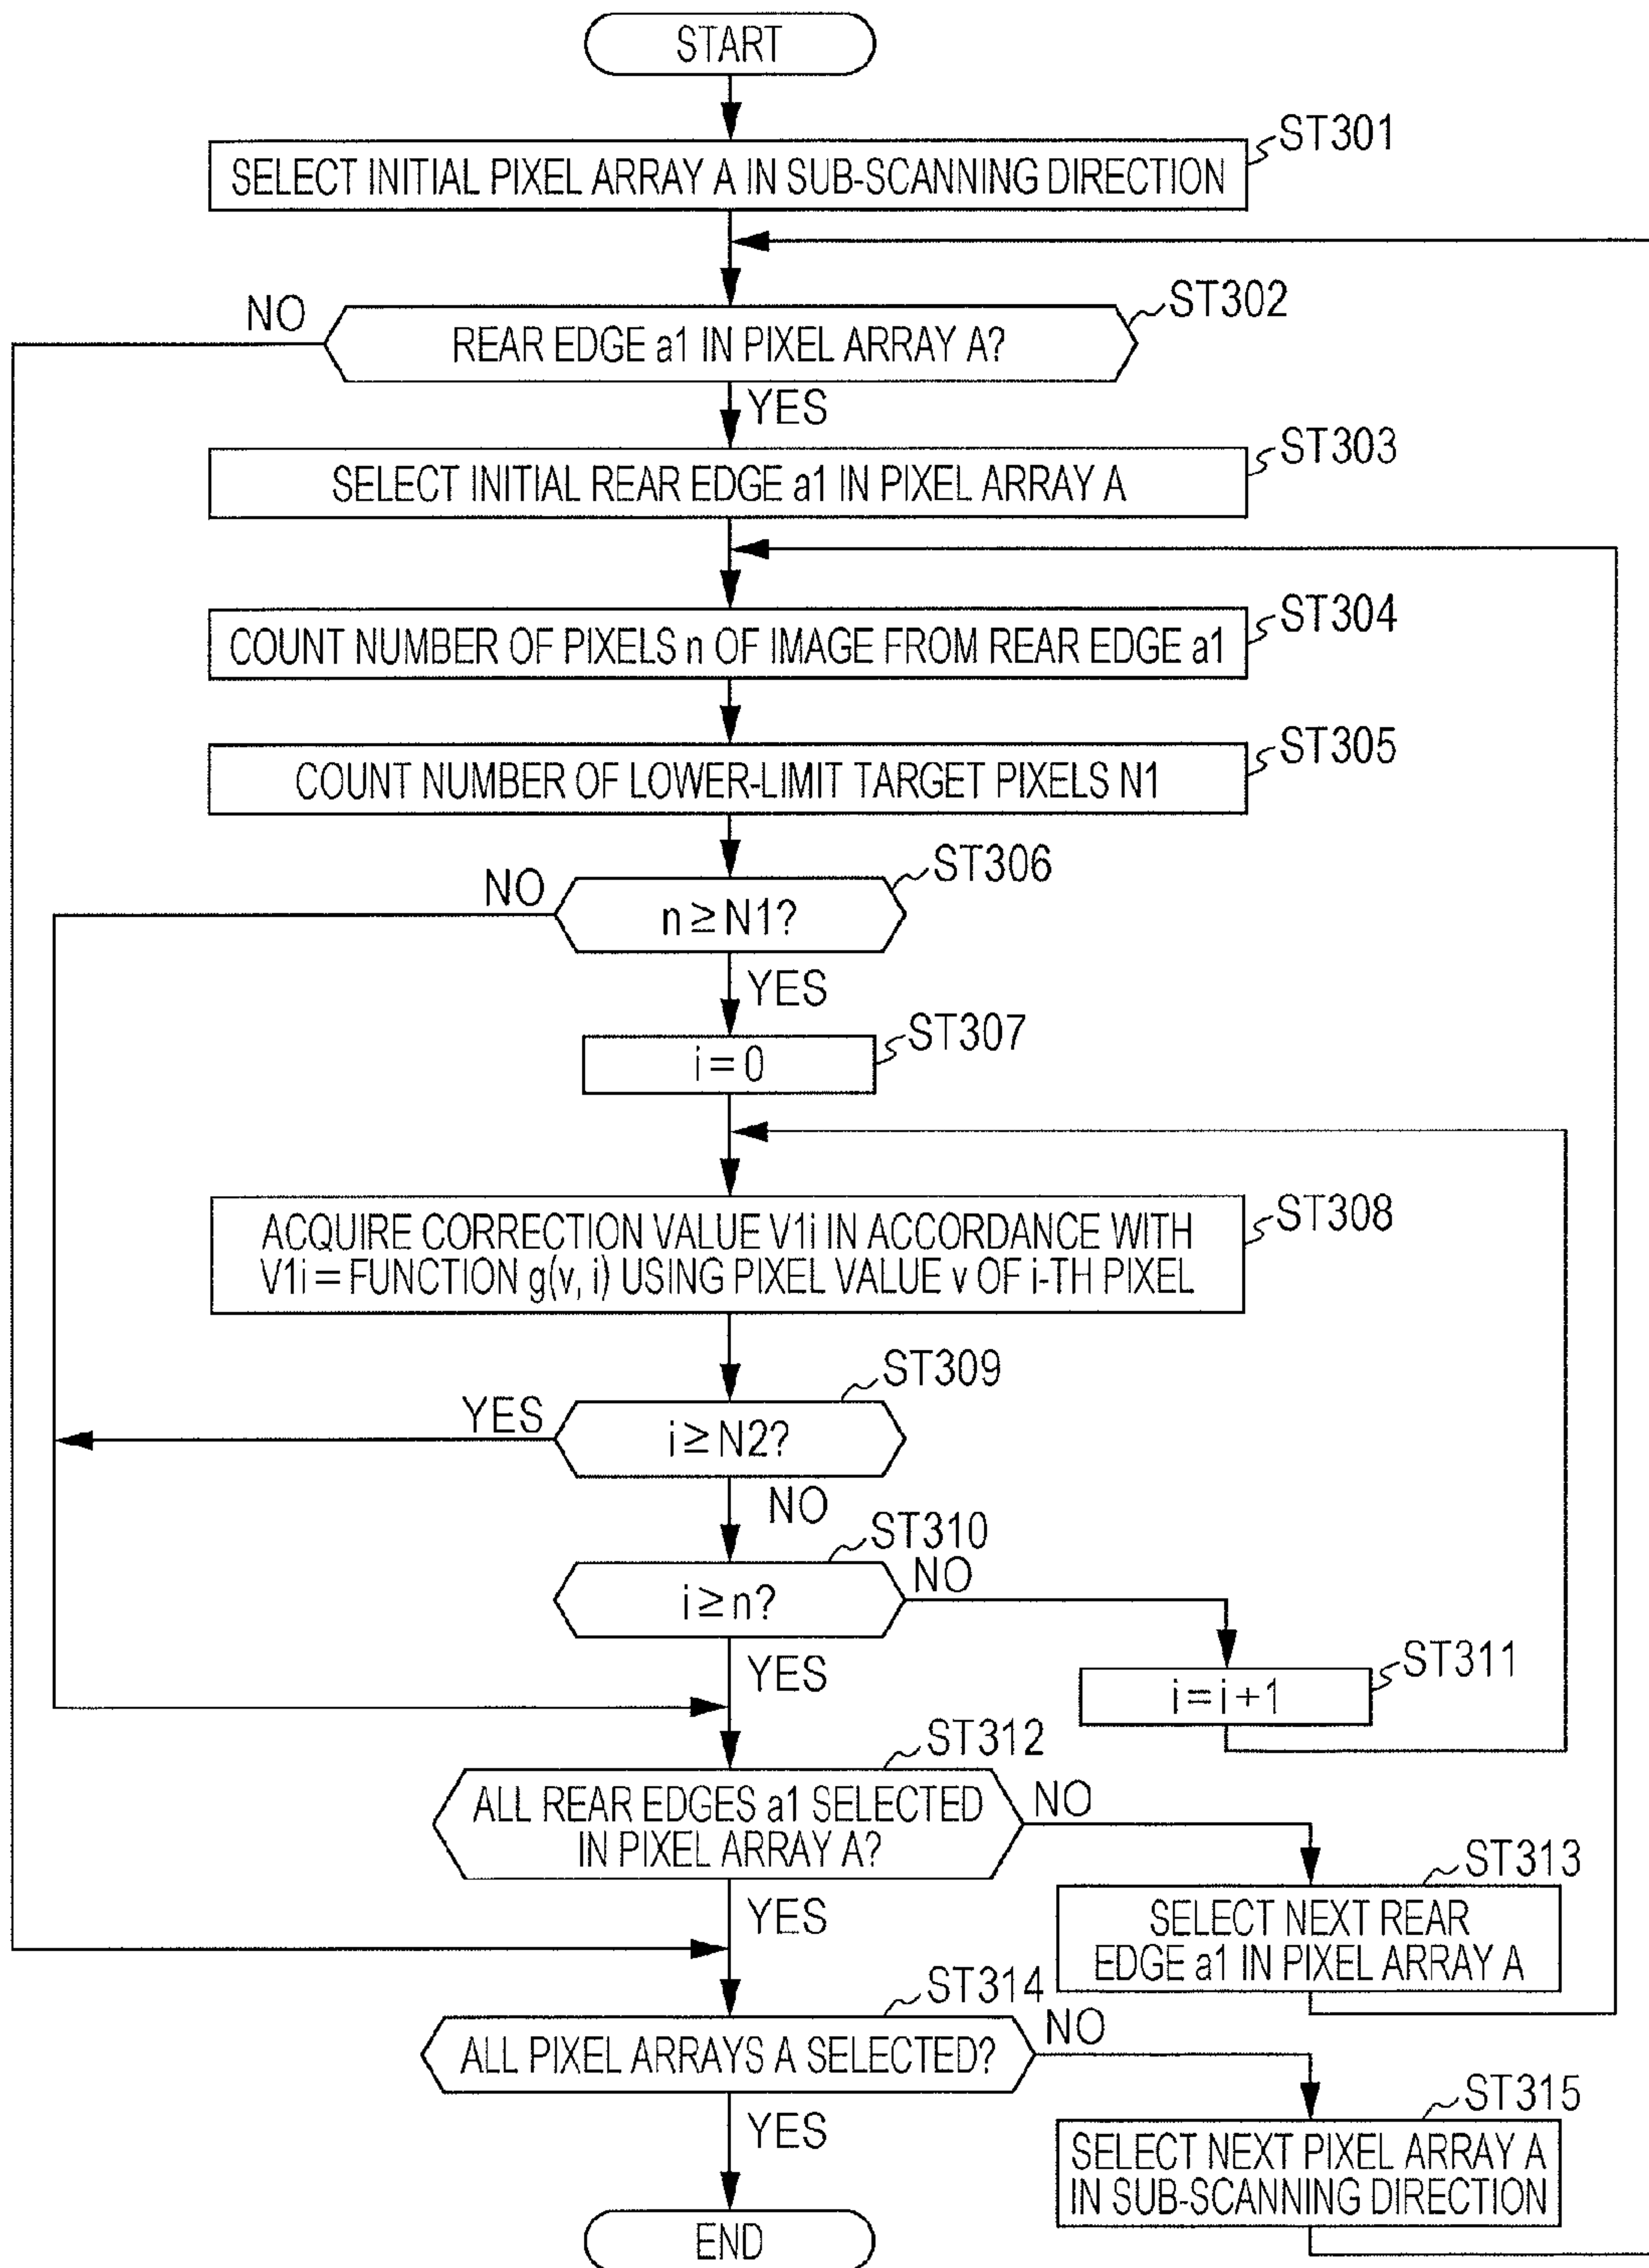 START
ST301
SELECT INITIAL PIXEL ARRAY A IN SUB-SCANNING DIRECTION
NO
ST302
REAR EDGE a1 IN PIXEL ARRAY A?
YES
ST303
SELECT INITIAL REAR EDGE a1 IN PIXEL ARRAY A
ST304
COUNT NUMBER OF PIXELS n OF IMAGE FROM REAR EDGE a1
ST305
COUNT NUMBER OF LOWER-LIMIT TARGET PIXELS N1
ST306
NO
n ≥ N1?
YES
ST307
i = 0
ST308
ACQUIRE CORRECTION VALUE V1i IN ACCORDANCE WITH
V1i = FUNCTION g(v, i) USING PIXEL VALUE v OF i-TH PIXEL
ST309
YES
i ≥ N2?
NO
ST310
NO
i ≥ n?
YES
ST311
i = i + 1
ST312
ALL REAR EDGES a1 SELECTED
IN PIXEL ARRAY A?
NO
YES
ST313
SELECT NEXT REAR
EDGE a1 IN PIXEL ARRAY A
ST314
NO
ALL PIXEL ARRAYS A SELECTED?
YES
ST315
SELECT NEXT PIXEL ARRAY A
IN SUB-SCANNING DIRECTION
END